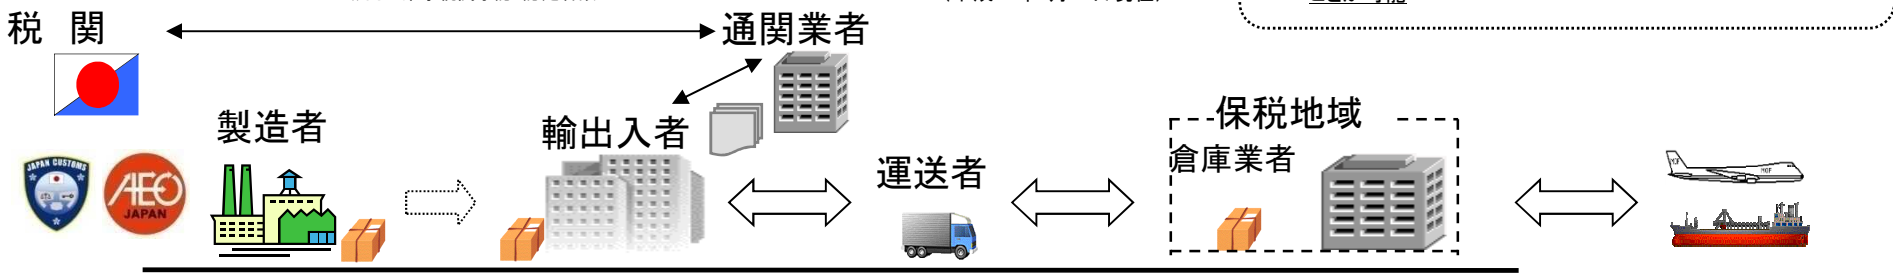 税 関
通関業者
製造者
輸出入者
保税地域
倉庫業者
運送者
JAPAN CUSTOMS
AEO
JAPAN
MOF